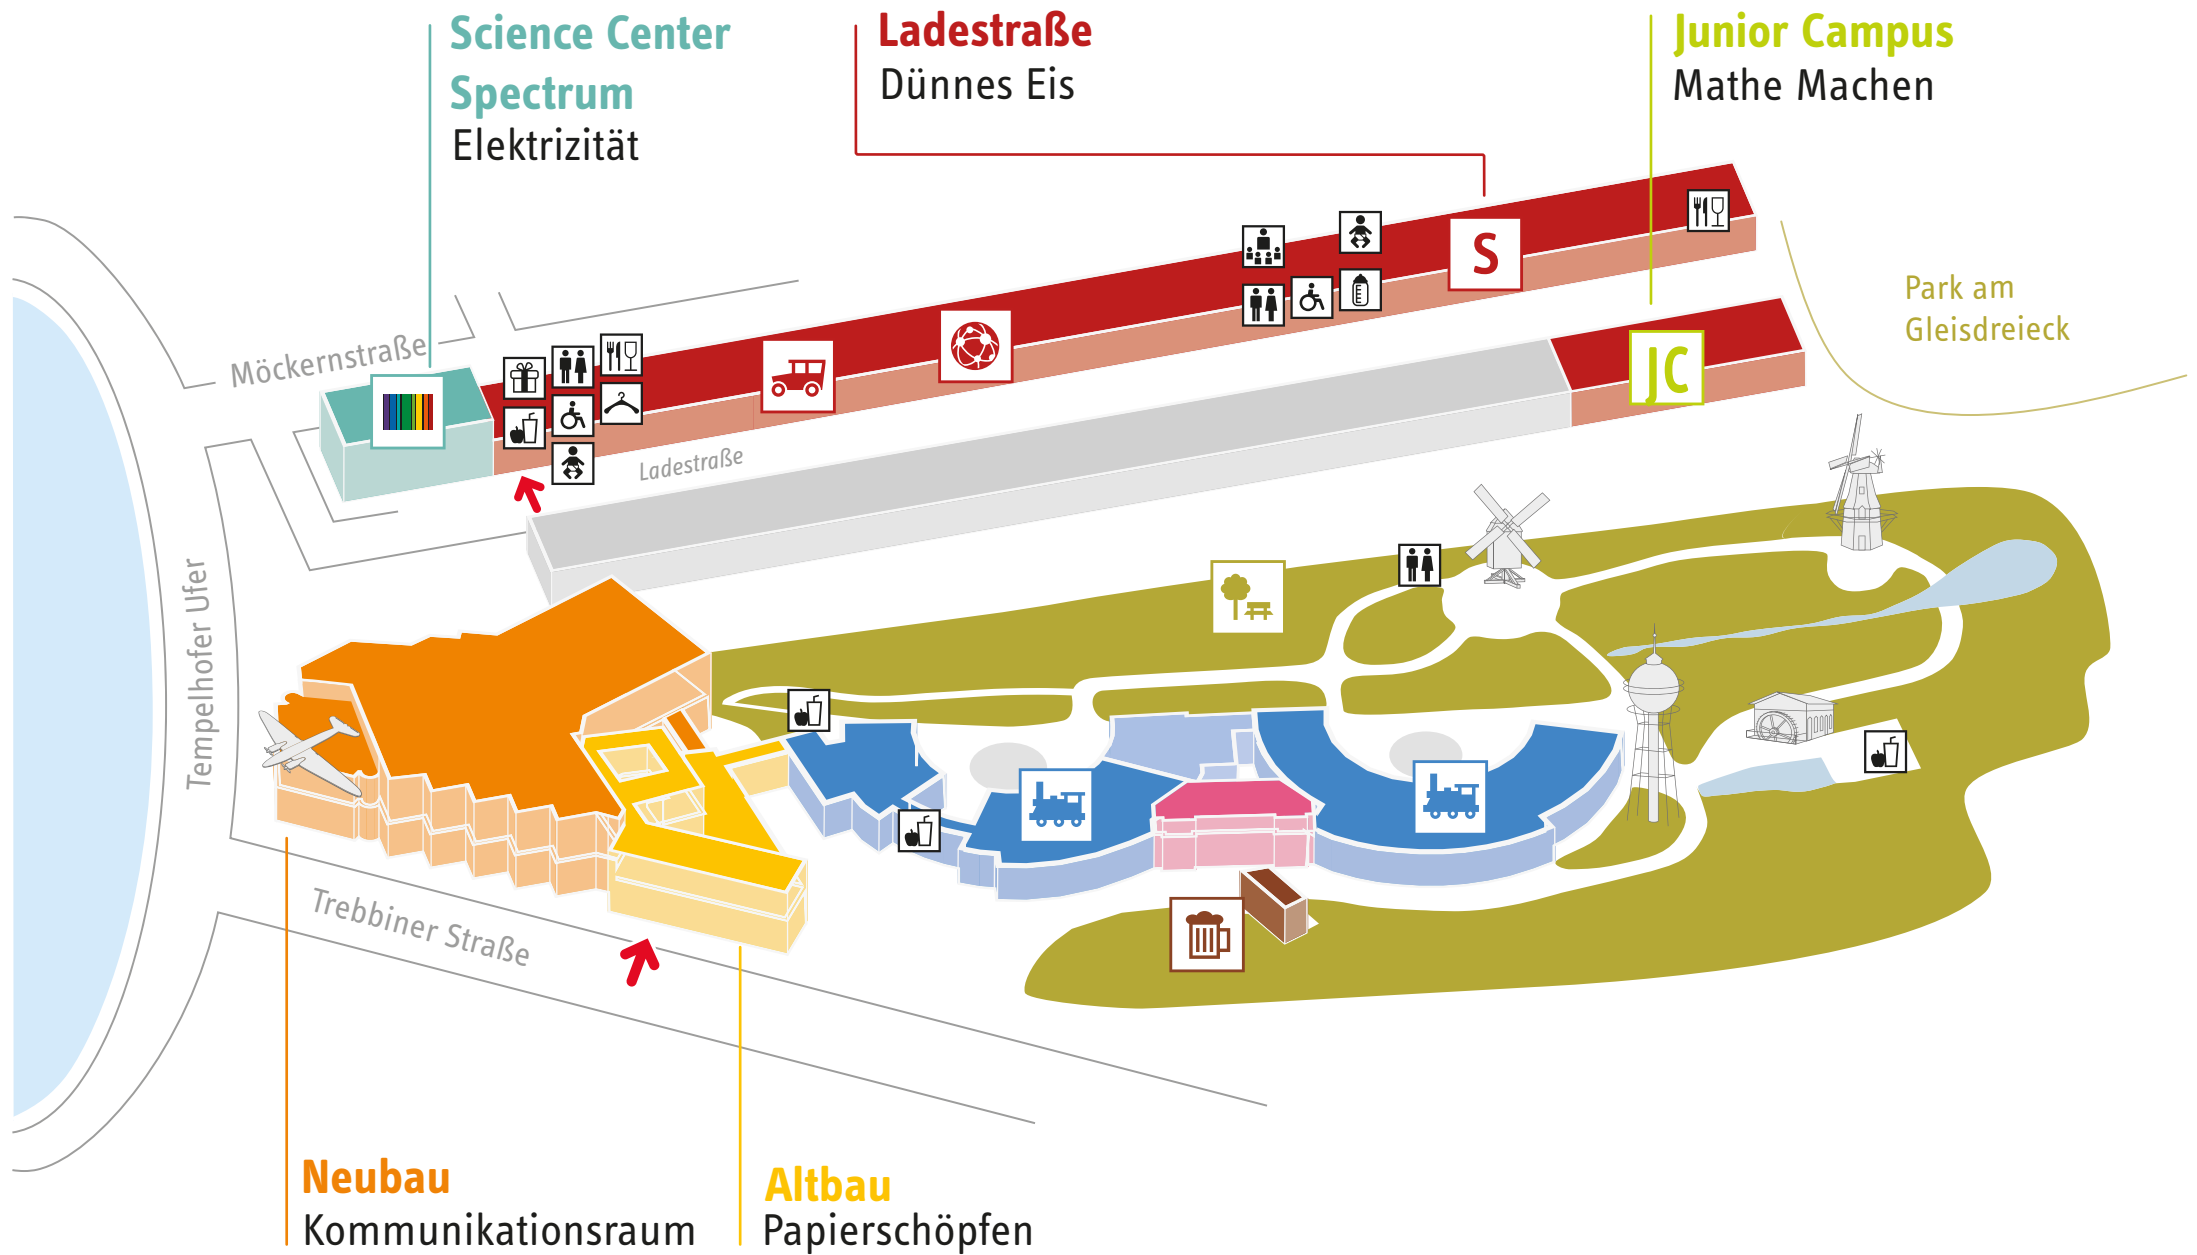 Science Center
Spectrum
Elektrizität
Ladestraße
Dünnes Eis
Junior Campus
Mathe Machen
S
Park am
Gleisdreieck
Möckernstraße
JC
Ladestraße
Tempelhofer Ufer
Trebbiner Straße
Neubau
Kommunikationsraum
Altbau
Papierschöpfen